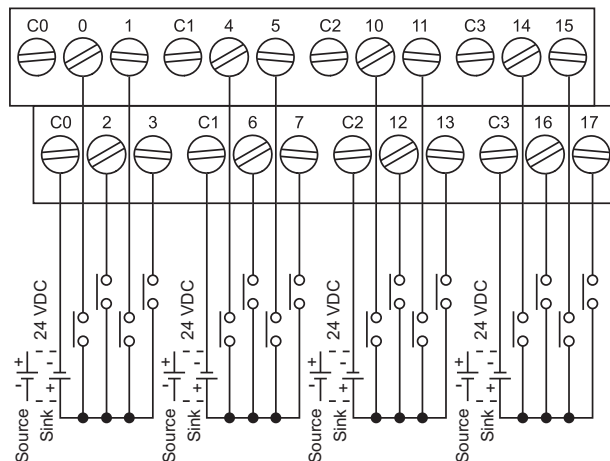 C0 0 1 C1 4 5 C2 10 11 C3 14 15
C0 2 3 C1 6 7 C2 12 13 C3 16 17
24 VDC
+ -
- +
Source
Sink
24 VDC
+ -
- +
Source
Sink
24 VDC
+ -
- +
Source
Sink
24 VDC
+ -
- +
Source
Sink